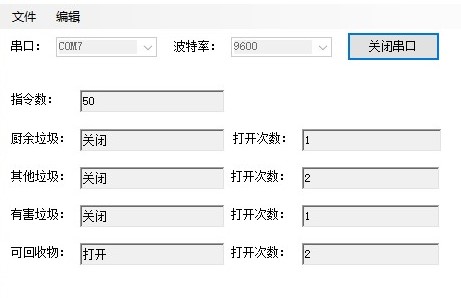 文件 编辑
串口： COM7 波特率： 9600 关闭串口
指令数： 50
厨余垃圾： 关闭 打开次数： 1
其他垃圾： 关闭 打开次数： 2
有害垃圾： 关闭 打开次数： 1
可回收物： 打开 打开次数： 2